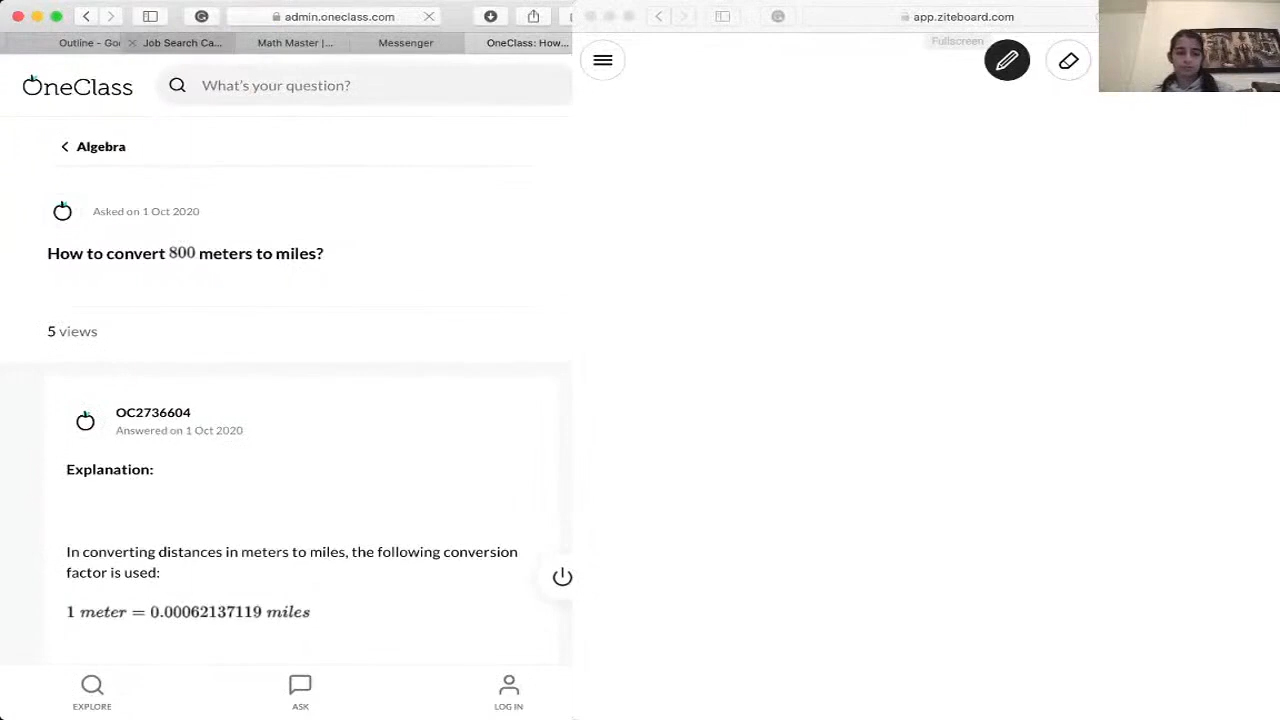 admin.oneclass.com
app.ziteboard.com
Outline - Goo
Job Search Ca...
Math Master |...
Messenger
OneClass: How...
Fullscreen
OneClass
What's your question?
Algebra
Asked on 1 Oct 2020
How to convert 800 meters to miles?
5 views
OC2736604
Answered on 1 Oct 2020
Explanation:
In converting distances in meters to miles, the following conversion
factor is used:
1 meter = 0.00062137119 miles
EXPLORE
ASK
LOG IN